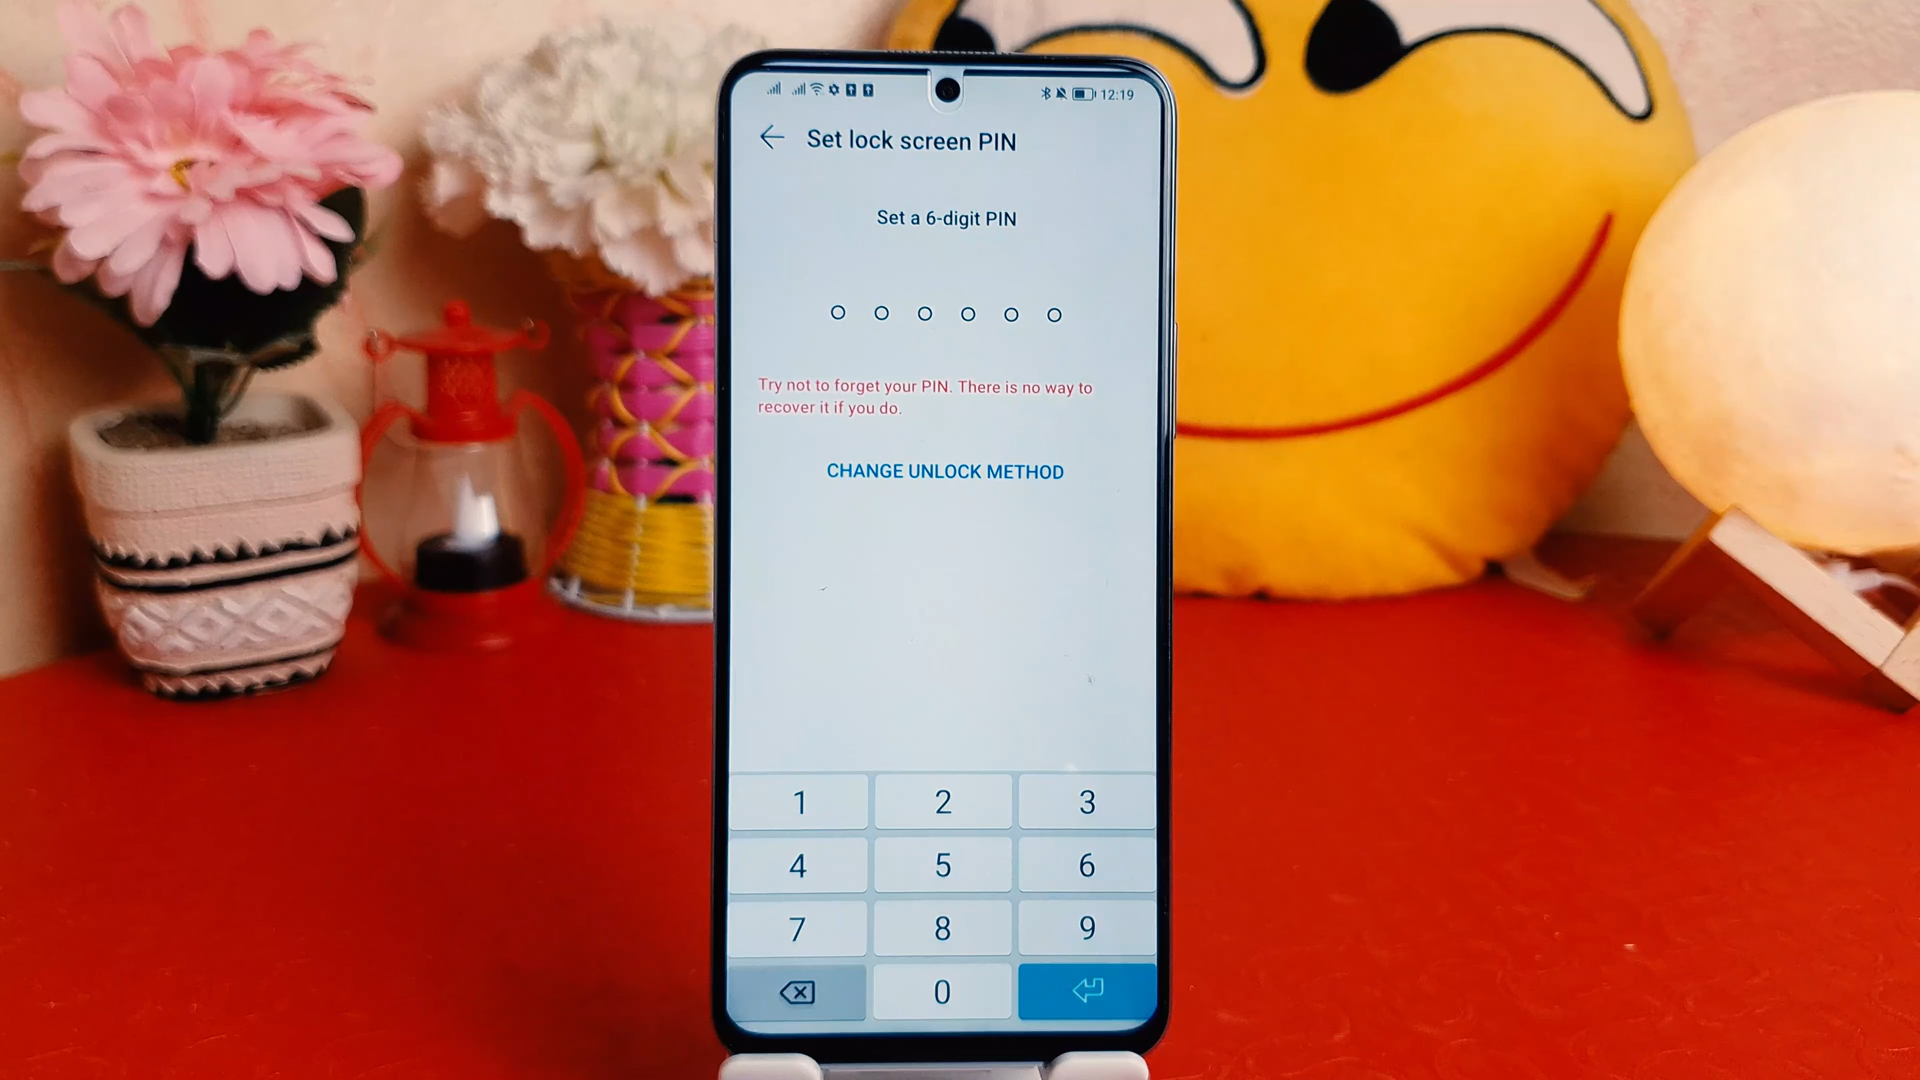 12:19
Set lock screen PIN
Set a 6-digit PIN
Try not to forget your PIN. There is no way to
recover it if you do.
CHANGE UNLOCK METHOD
1 2 3
4 5 6
7 8 9
0